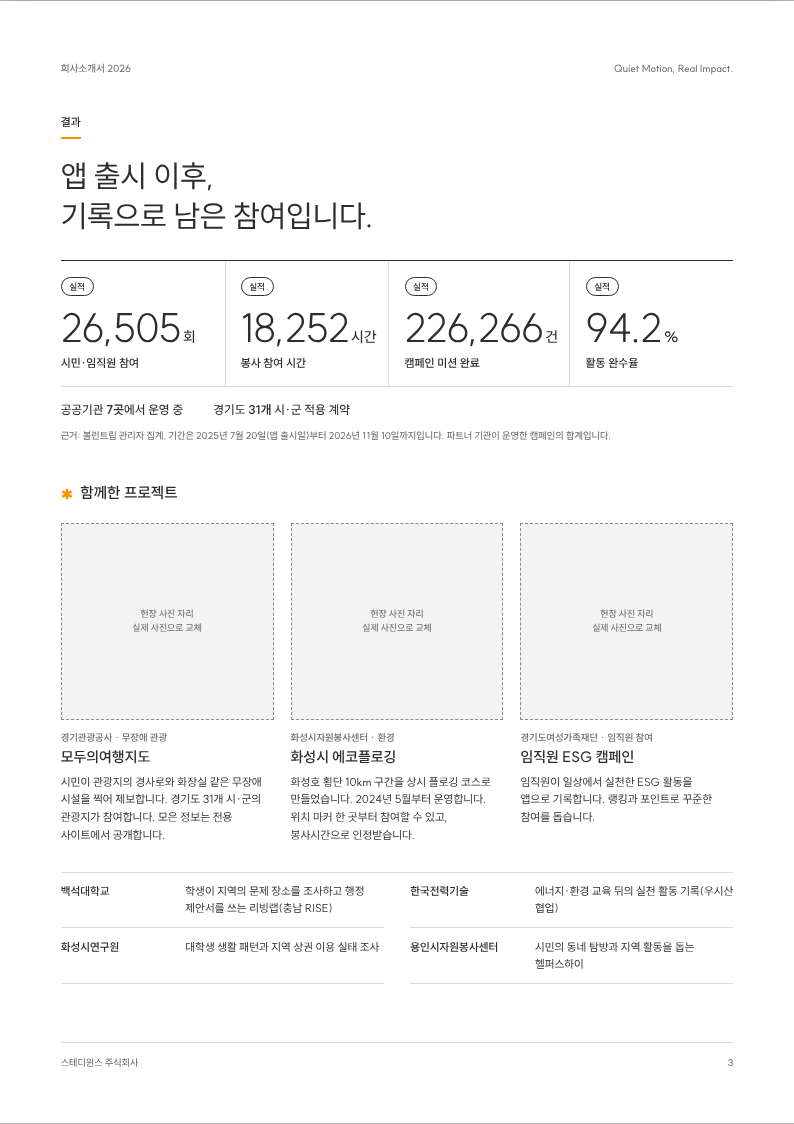 회사소개서 2026
Quiet Motion, Real Impact.
결과
앱 출시 이후,
기록으로 남은 참여입니다.
실적
26,505회
시민·임직원 참여
실적
18,252시간
봉사 참여 시간
실적
226,266건
캠페인 미션 완료
실적
94.2%
활동 완수율
공공기관 7곳에서 운영 중
경기도 31개 시·군 적용 계약
근거: 볼런트립 관리자 집계. 기간은 2025년 7월 20일(앱 출시일)부터 2026년 11월 10일까지입니다. 파트너 기관이 운영한 캠페인의 합계입니다.
✱ 함께한 프로젝트
현장 사진 자리
실제 사진으로 교체
경기관광공사 · 무장애 관광
모두의여행지도
시민이 관광지의 경사로와 화장실 같은 무장애
시설을 찍어 제보합니다. 경기도 31개 시·군의
관광지가 참여합니다. 모은 정보는 전용
사이트에서 공개합니다.
현장 사진 자리
실제 사진으로 교체
화성시자원봉사센터 · 환경
화성시 에코플로깅
화성호 횡단 10km 구간을 상시 플로깅 코스로
만들었습니다. 2024년 5월부터 운영합니다.
위치 마커 한 곳부터 참여할 수 있고,
봉사시간으로 인정받습니다.
현장 사진 자리
실제 사진으로 교체
경기도여성가족재단 · 임직원 참여
임직원 ESG 캠페인
임직원이 일상에서 실천한 ESG 활동을
앱으로 기록합니다. 랭킹과 포인트로 꾸준한
참여를 돕습니다.
백석대학교
학생이 지역의 문제 장소를 조사하고 행정
제안서를 쓰는 리빙랩(충남 RISE)
한국전력기술
에너지·환경 교육 뒤의 실천 활동 기록(우시산
협업)
화성시연구원
대학생 생활 패턴과 지역 상권 이용 실태 조사
용인시자원봉사센터
시민의 동네 탐방과 지역 활동을 돕는
헬퍼스하이
스테디윈스 주식회사
3